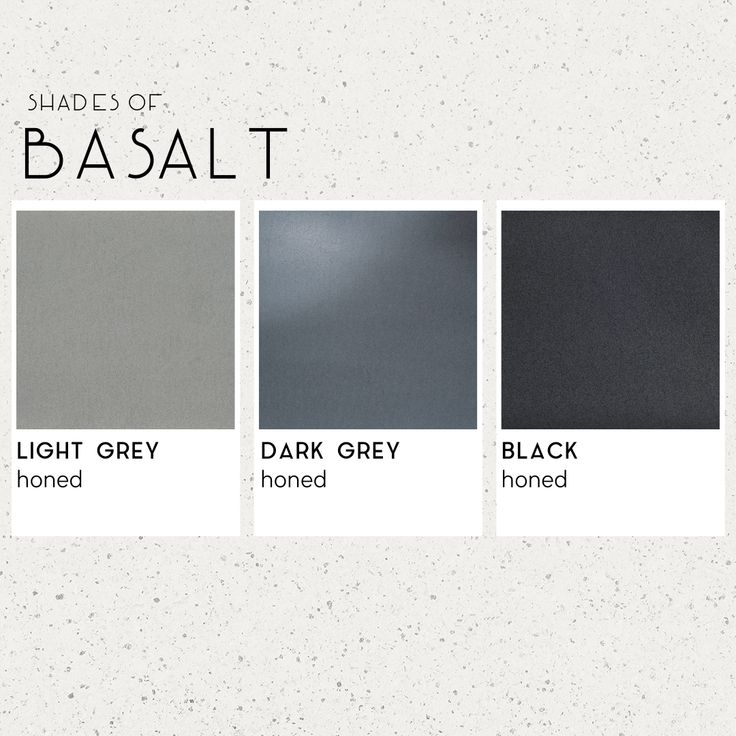 SHADES OF
BASALT
LIGHT GREY
honed
DARK GREY
honed
BLACK
honed